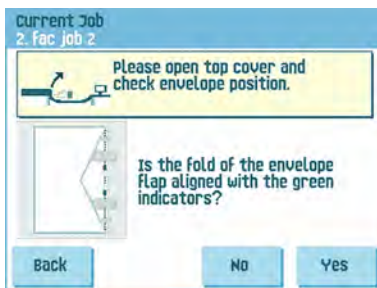 Current Job
2. Fac job 2
Please open top cover and
check envelope position.
Is the fold of the envelope
flap aligned with the green
indicators?
Back
No
Yes